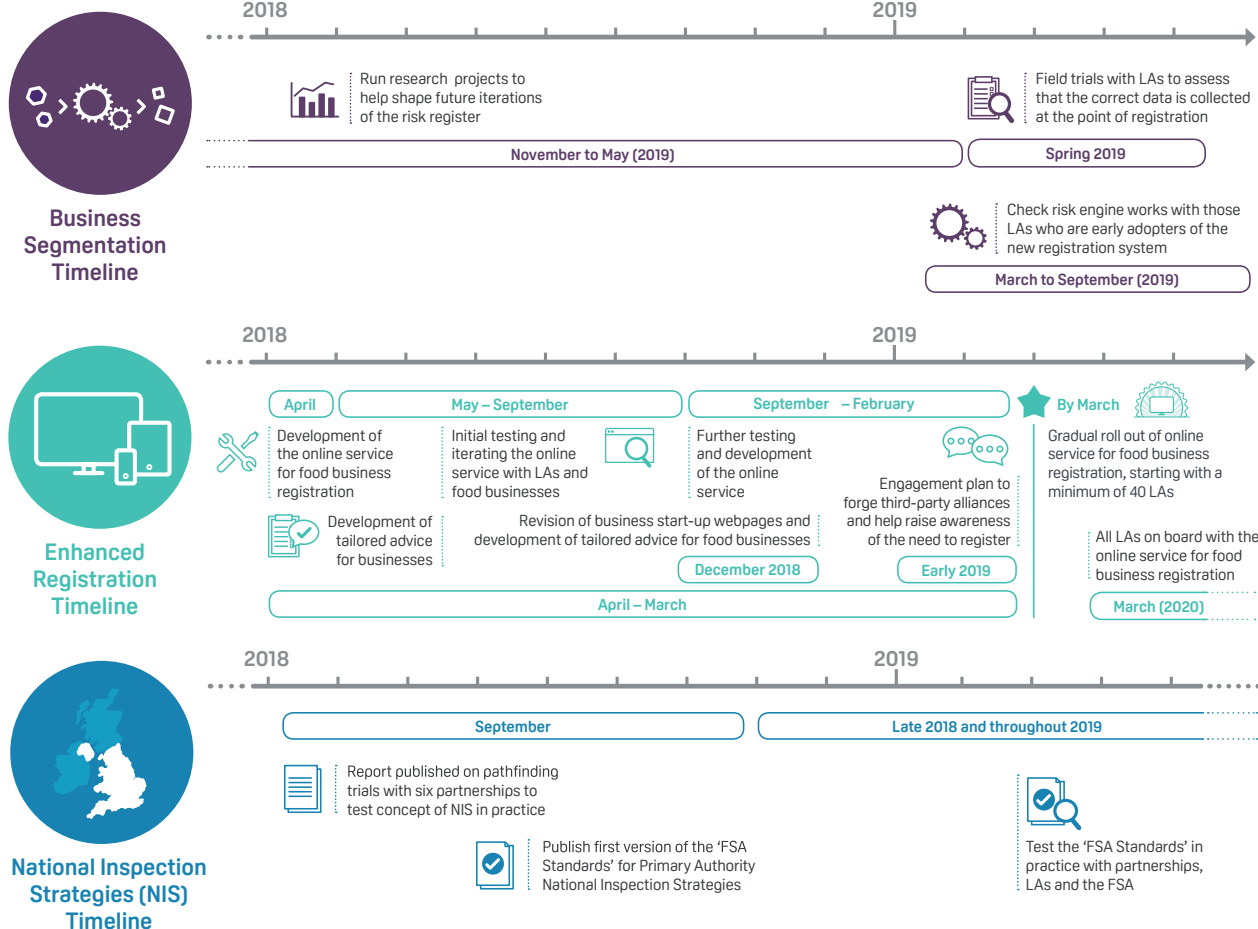 2018
2019
Run research projects to
help shape future iterations
of the risk register
Field trials with LAs to assess
that the correct data is collected
at the point of registration
November to May (2019)
Spring 2019
Business
Segmentation
Timeline
Check risk engine works with those
LAs who are early adopters of the
new registration system
March to September (2019)
2018
2019
April
May – September
September – February
By March
Development of
the online service
for food business
registration
Initial testing and
iterating the online
service with LAs and
food businesses
Further testing
and development
of the online
service
Engagement plan to
forge third-party alliances
and help raise awareness
of the need to register
Gradual roll out of online
service for food business
registration, starting with a
minimum of 40 LAs
Development of
tailored advice
for businesses
Revision of business start-up webpages and
development of tailored advice for food businesses
All LAs on board with the
online service for food
business registration
December 2018
Early 2019
April – March
March (2020)
Enhanced
Registration
Timeline
2018
2019
September
Late 2018 and throughout 2019
Report published on pathfinding
trials with six partnerships to
test concept of NIS in practice
Publish first version of the ‘FSA
Standards’ for Primary Authority
National Inspection Strategies
Test the ‘FSA Standards’ in
practice with partnerships,
LAs and the FSA
National Inspection
Strategies (NIS)
Timeline